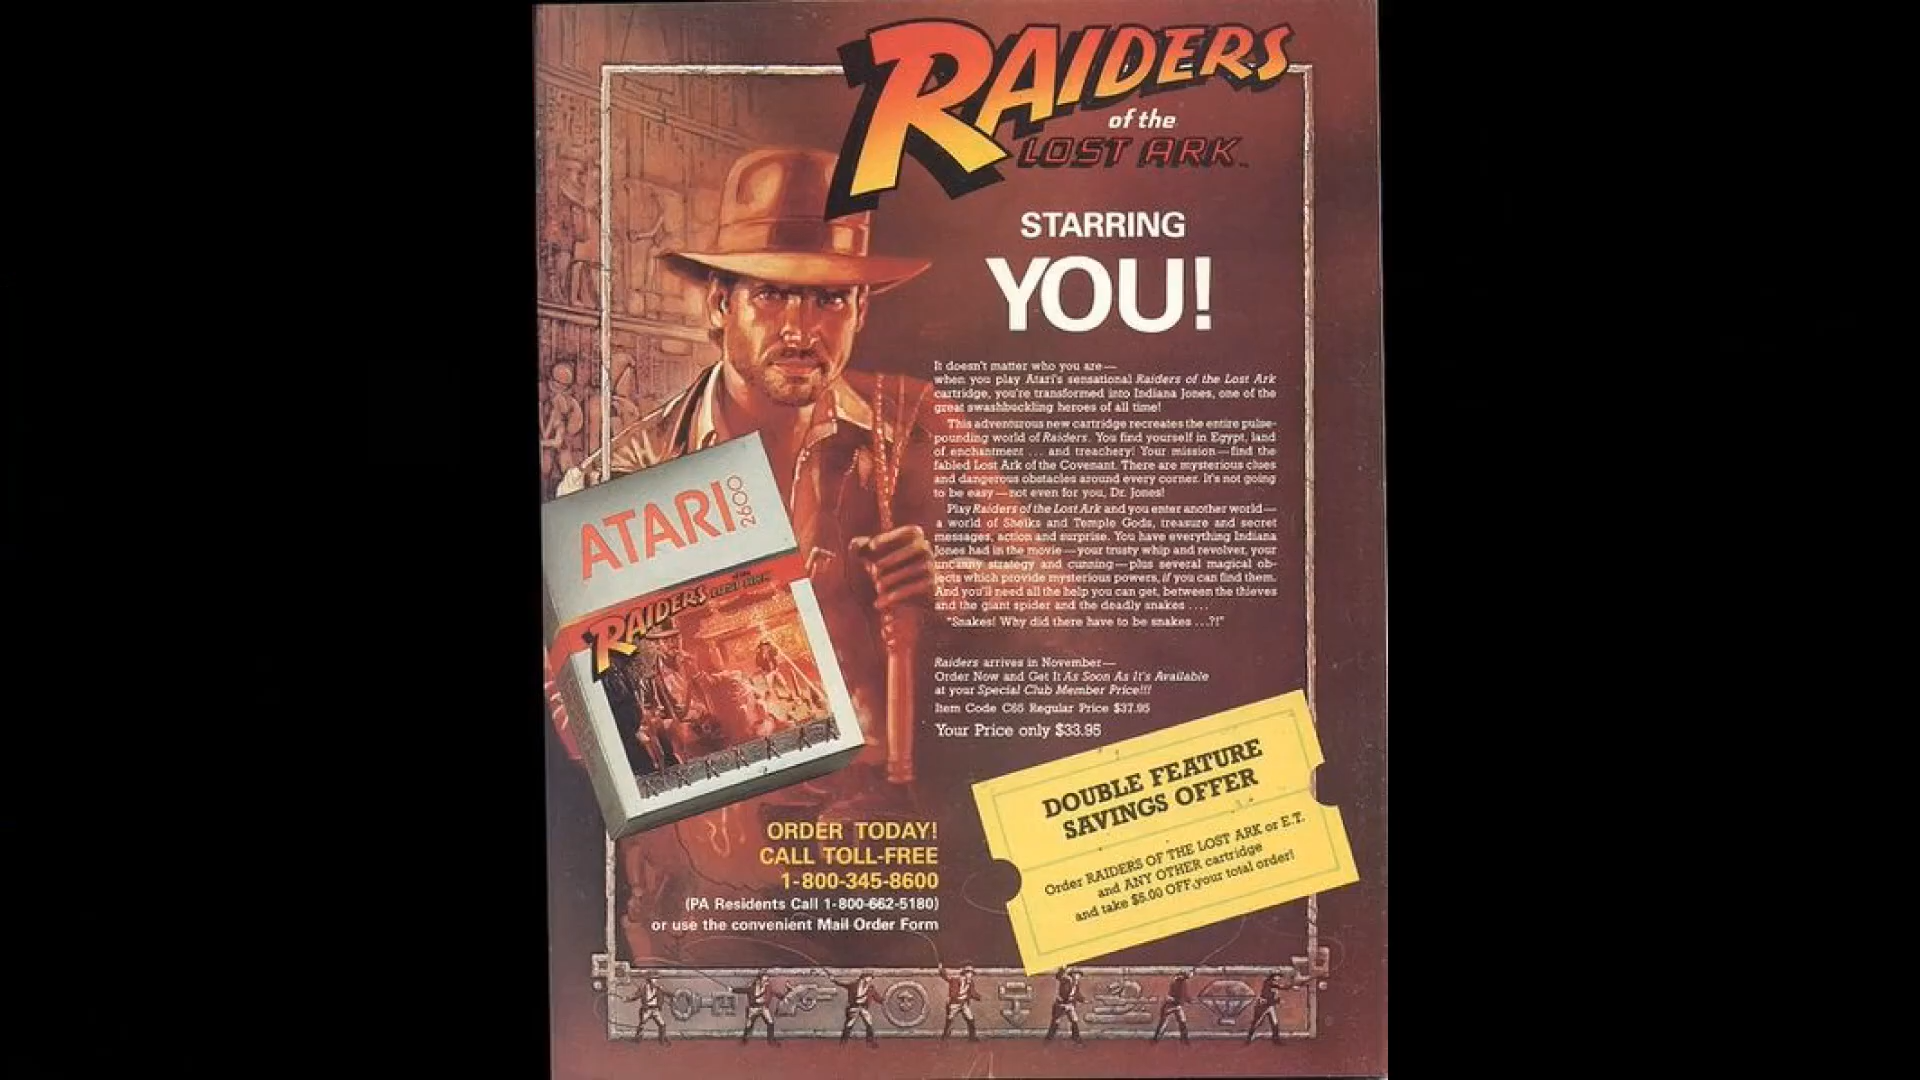 RAIDERS
of the
LOST ARK™
STARRING
YOU!
It doesn't matter who you are—
when you play Atari's sensational Raiders of the Lost Ark
cartridge, you're transformed into Indiana Jones, one of the
great swashbuckling heroes of all time!
This adventurous new cartridge recreates the entire pulse-
pounding world of Raiders. You find yourself in Egypt, land
of enchantment ... and treachery! Your mission—find the
fabled Lost Ark of the Covenant. There are mysterious clues
and dangerous obstacles around every corner. It's not going
to be easy—not even for you, Dr. Jones!
Play Raiders of the Lost Ark and you enter another world—
a world of Sheiks and Temple Gods, treasure and secret
messages, action and surprise. You have everything Indiana
Jones had in the movie—your trusty whip and revolver, your
uncanny strategy and cunning—plus several magical ob-
jects which provide mysterious powers, if you can find them.
And you'll need all the help you can get, between the thieves
and the giant spider and the deadly snakes ....
"Snakes! Why did there have to be snakes ...?!"
Raiders arrives in November—
Order Now and Get It As Soon As It's Available
at your Special Club Member Price!!!
Item Code C66 Regular Price $37.95
Your Price only $33.95
ATARI 2600
RAIDERS of the LOST ARK
DOUBLE FEATURE
SAVINGS OFFER
Order RAIDERS OF THE LOST ARK or E.T.
and ANY OTHER cartridge
and take $5.00 OFF your total order!
ORDER TODAY!
CALL TOLL-FREE
1-800-345-8600
(PA Residents Call 1-800-662-5180)
or use the convenient Mail Order Form